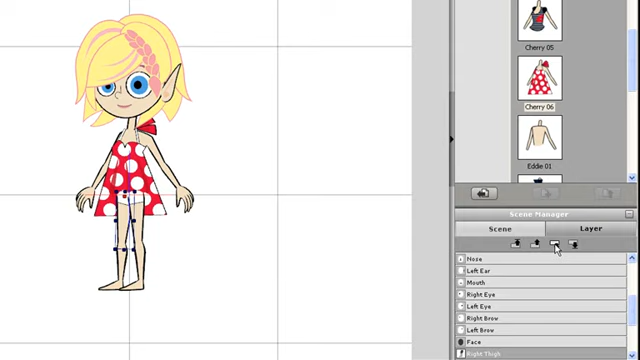 Cherry 05
Cherry 06
Eddie 01
Scene Manager
Scene
Layer
Nose
Left Ear
Mouth
Right Eye
Left Eye
Right Brow
Left Brow
Face
Right Thigh